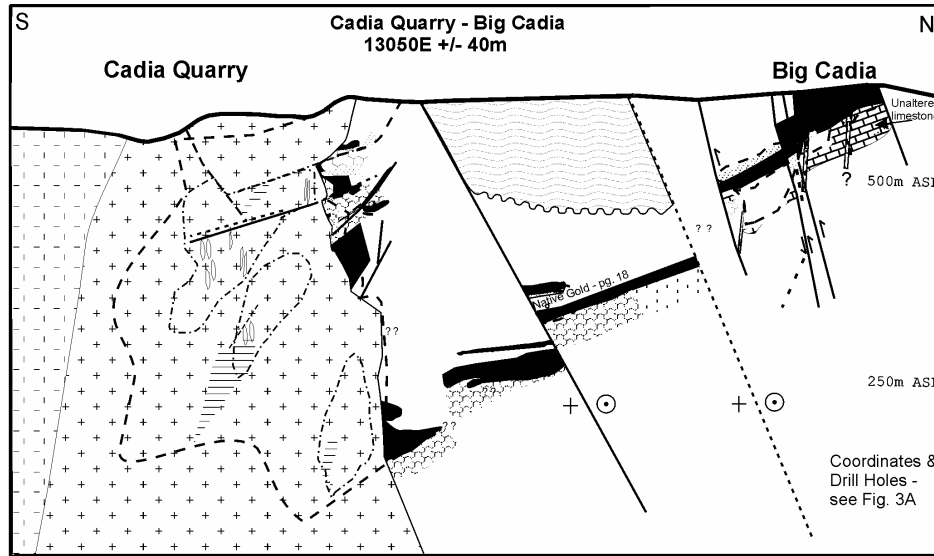 S
Cadia Quarry - Big Cadia
N
13050E +/- 40m
Cadia Quarry
Big Cadia
Unaltere
limestone
?
500m ASL
? ?
Native Gold - pg. 18
??
??
250m ASL
??
Coordinates &
Drill Holes -
see Fig. 3A